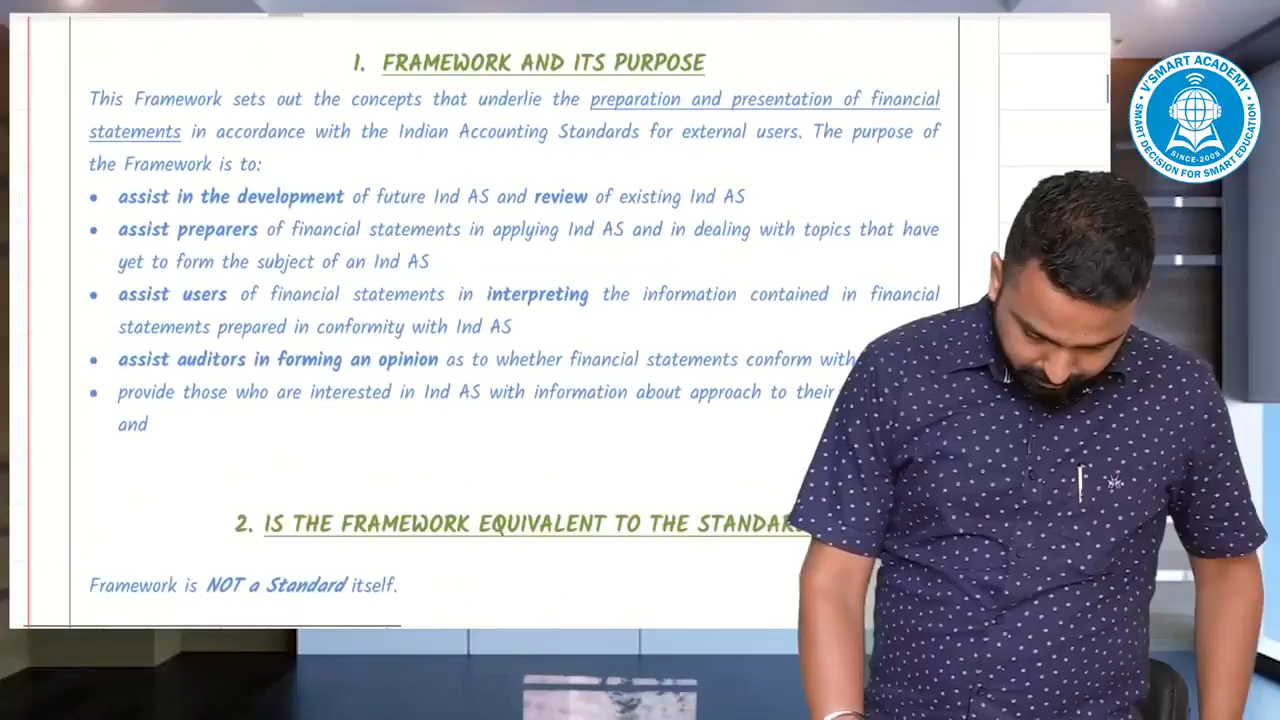 1. FRAMEWORK AND ITS PURPOSE
This Framework sets out the concepts that underlie the preparation and presentation of financial
statements in accordance with the Indian Accounting Standards for external users. The purpose of
the Framework is to:
• assist in the development of future Ind AS and review of existing Ind AS
• assist preparers of financial statements in applying Ind AS and in dealing with topics that have
yet to form the subject of an Ind AS
• assist users of financial statements in interpreting the information contained in financial
statements prepared in conformity with Ind AS
• assist auditors in forming an opinion as to whether financial statements conform with
• provide those who are interested in Ind AS with information about approach to their
and
2. IS THE FRAMEWORK EQUIVALENT TO THE
Framework is NOT a Standard itself.
V'SMART ACADEMY
SINCE-2005
SMART DECISION FOR SMART EDUCATION